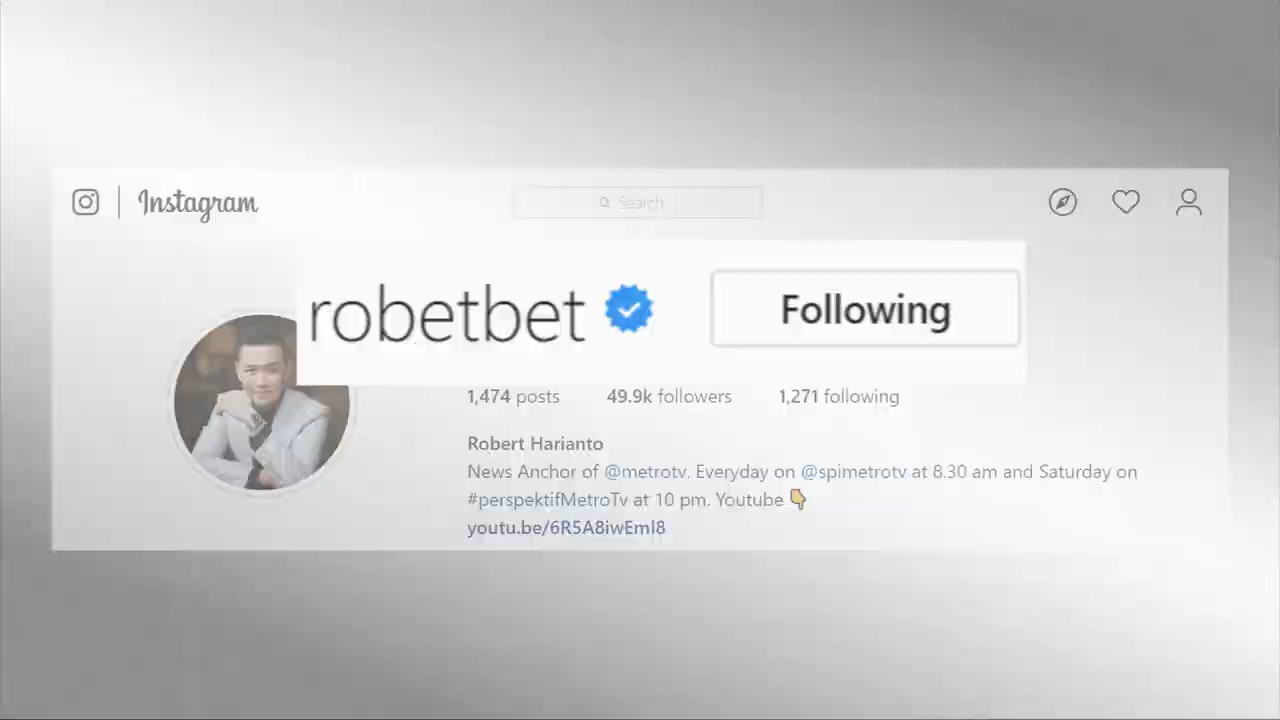 Instagram
Search
robetbet
Following
1,474 posts 49.9k followers 1,271 following
Robert Harianto
News Anchor of @metrotv. Everyday on @spimetrotv at 8.30 am and Saturday on
#perspektifMetroTv at 10 pm. Youtube 👇
youtu.be/6R5A8iwEml8